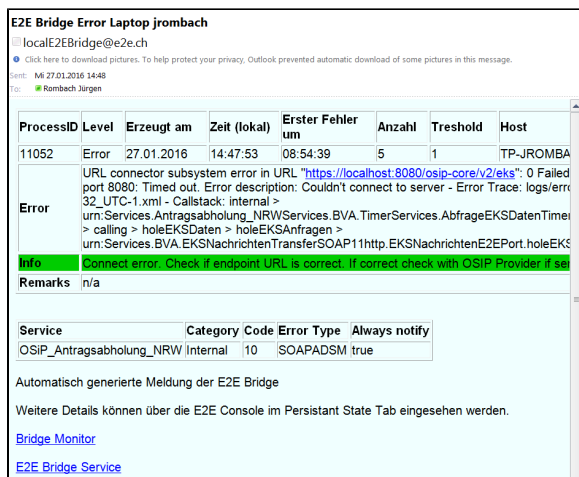 E2E Bridge Error Laptop jrombach
localE2EBridge@e2e.ch
Click here to download pictures. To help protect your privacy, Outlook prevented automatic download of some pictures in this message.
Sent: Mi 27.01.2016 14:48
To: Rombach Jürgen
ProcessID Level Erzeugt am Zeit (lokal) Erster Fehler um Anzahl Treshold Host
11052 Error 27.01.2016 14:47:53 08:54:39 5 1 TP-JROMBA
Error
URL connector subsystem error in URL "https://localhost:8080/osip-core/v2/eks": 0 Failed
port 8080: Timed out. Error description: Couldn't connect to server - Error Trace: logs/erro
32_UTC-1.xml - Callstack: internal >
urn:Services.Antragsabholung_NRWServices.BVA.TimerServices.AbfrageEKSDatenTimer
> calling > holeEKSDaten > holeEKSAnfragen >
urn:Services.BVA.EKSNachrichtenTransferSOAP11http.EKSNachrichtenE2EPort.holeEKS
Info Connect error. Check if endpoint URL is correct. If correct check with OSIP Provider if ser
Remarks n/a
Service Category Code Error Type Always notify
OSiP_Antragsabholung_NRW Internal 10 SOAPADSM true
Automatisch generierte Meldung der E2E Bridge
Weitere Details können über die E2E Console im Persistant State Tab eingesehen werden.
Bridge Monitor
E2E Bridge Service